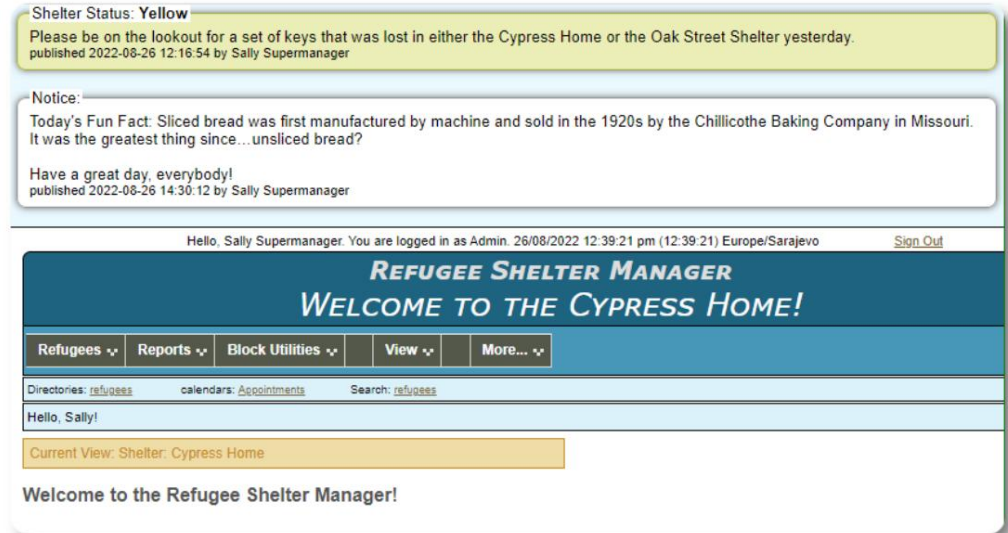 Shelter Status: Yellow
Please be on the lookout for a set of keys that was lost in either the Cypress Home or the Oak Street Shelter yesterday.
published 2022-08-26 12:16:54 by Sally Supermanager
Notice:
Today's Fun Fact: Sliced bread was first manufactured by machine and sold in the 1920s by the Chillicothe Baking Company in Missouri.
It was the greatest thing since…unsliced bread?
Have a great day, everybody!
published 2022-08-26 14:30:12 by Sally Supermanager
Hello, Sally Supermanager. You are logged in as Admin. 26/08/2022 12:39:21 pm (12:39:21) Europe/Sarajevo Sign Out
REFUGEE SHELTER MANAGER
WELCOME TO THE CYPRESS HOME!
Refugees Reports Block Utilities View More...
Directories: refugees calendars: Appointments Search: refugees
Hello, Sally!
Current View: Shelter: Cypress Home
Welcome to the Refugee Shelter Manager!